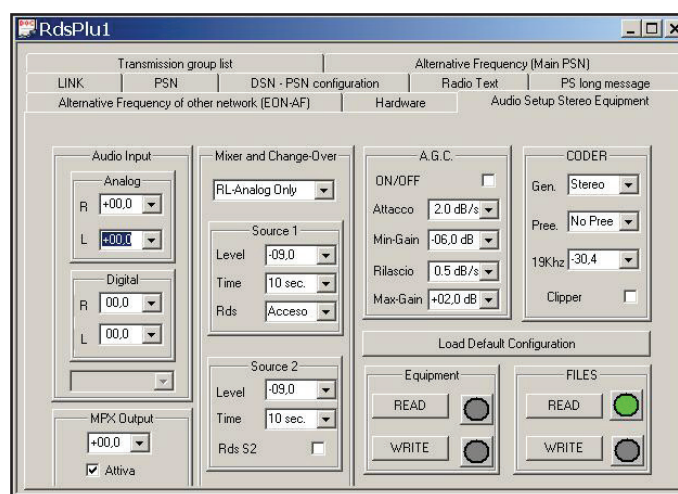 RdsPlu1
Transmission group list
Alternative Frequency (Main PSN)
LINK
PSN
DSN - PSN configuration
Radio Text
PS long message
Alternative Frequency of other network (EON-AF)
Hardware
Audio Setup Stereo Equipment
Audio Input
Analog
R +00,0
L +00,0
Digital
R 00,0
L 00,0
MPX Output
+00,0
Attiva
Mixer and Change-Over
RL-Analog Only
Source 1
Level -09,0
Time 10 sec.
Rds Acceso
Source 2
Level -09,0
Time 10 sec.
Rds S2
A.G.C.
ON/OFF
Attacco 2.0 dB/s
Min-Gain -06,0 dB
Rilascio 0.5 dB/s
Max-Gain +02,0 dB
CODER
Gen. Stereo
Pree. No Pree
19Khz -30,4
Clipper
Load Default Configuration
Equipment
READ
WRITE
FILES
READ
WRITE